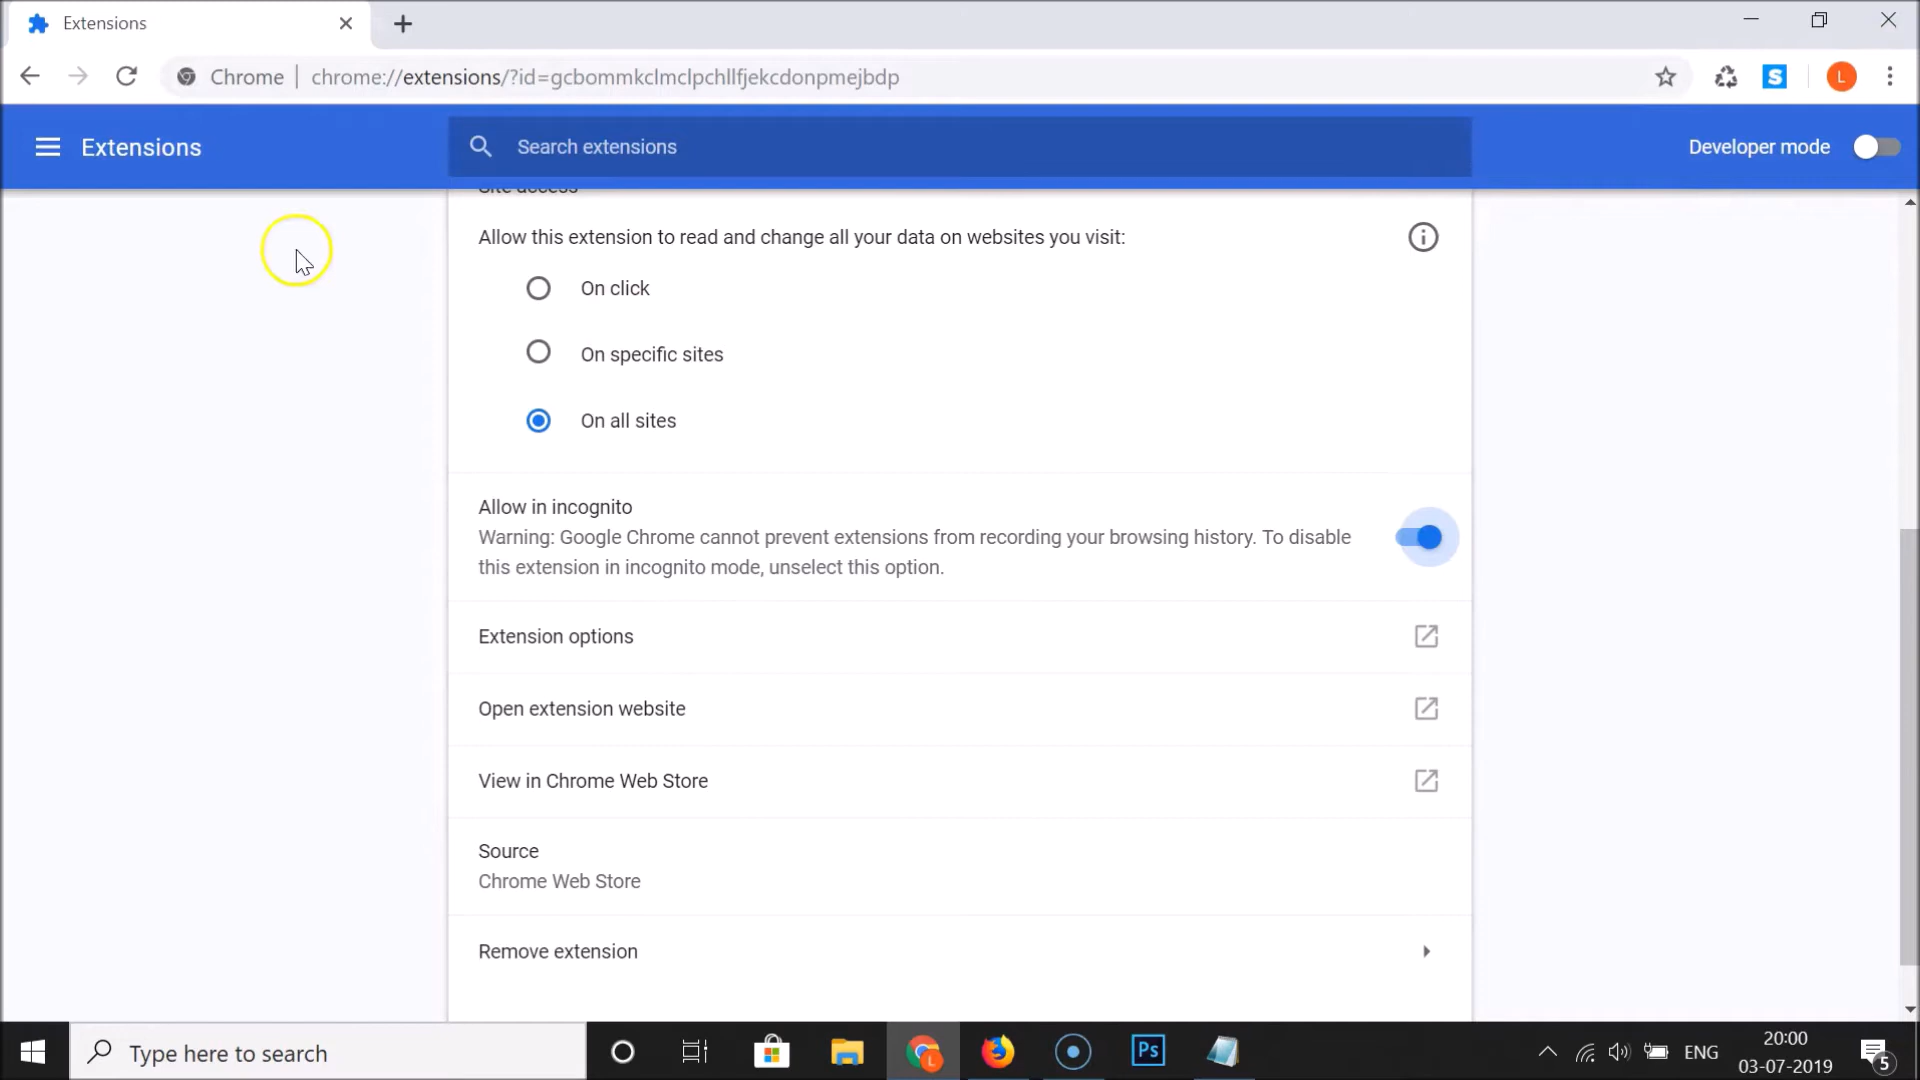 Extensions
Chrome | chrome://extensions/?id=gcbommkclmclpchllfjekcdonpmejbdp
S
L
Extensions
Search extensions
Developer mode
Site access
Allow this extension to read and change all your data on websites you visit:
On click
On specific sites
On all sites
Allow in incognito
Warning: Google Chrome cannot prevent extensions from recording your browsing history. To disable
this extension in incognito mode, unselect this option.
Extension options
Open extension website
View in Chrome Web Store
Source
Chrome Web Store
Remove extension
Type here to search
L
Ps
ENG
20:00
03-07-2019
5